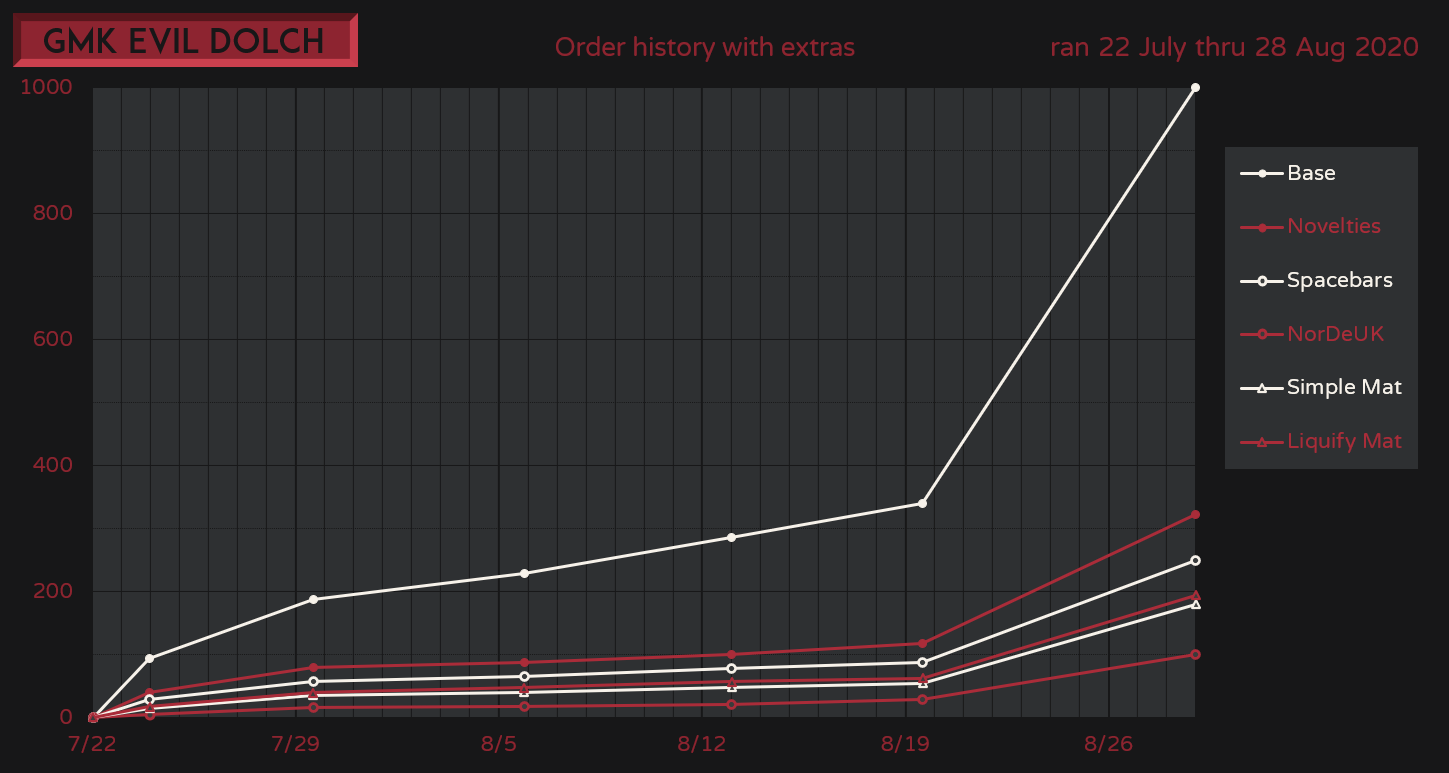 GMK EVIL DOLCH
Order history with extras
ran 22 July thru 28 Aug 2020
1000
800
600
400
200
0
7/22
7/29
8/5
8/12
8/19
8/26
Base
Novelties
Spacebars
NorDeUK
Simple Mat
Liquify Mat